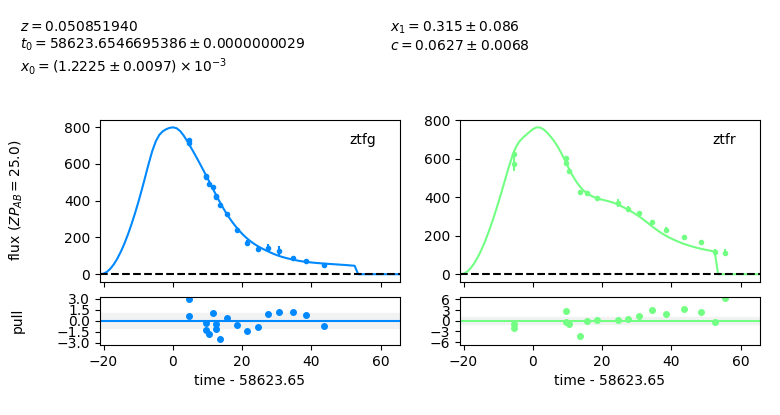 z = 0.050851940
t₀ = 58623.6546695386 ± 0.0000000029
x₀ = (1.2225 ± 0.0097) × 10⁻³
x₁ = 0.315 ± 0.086
c = 0.0627 ± 0.0068
flux (ZP_AB = 25.0)
800
600
400
200
0
ztfg
800
600
400
200
0
ztfr
pull
3.0
1.5
0.0
−1.5
−3.0
6
3
0
−3
−6
−20 0 20 40 60
−20 0 20 40 60
time - 58623.65
time - 58623.65